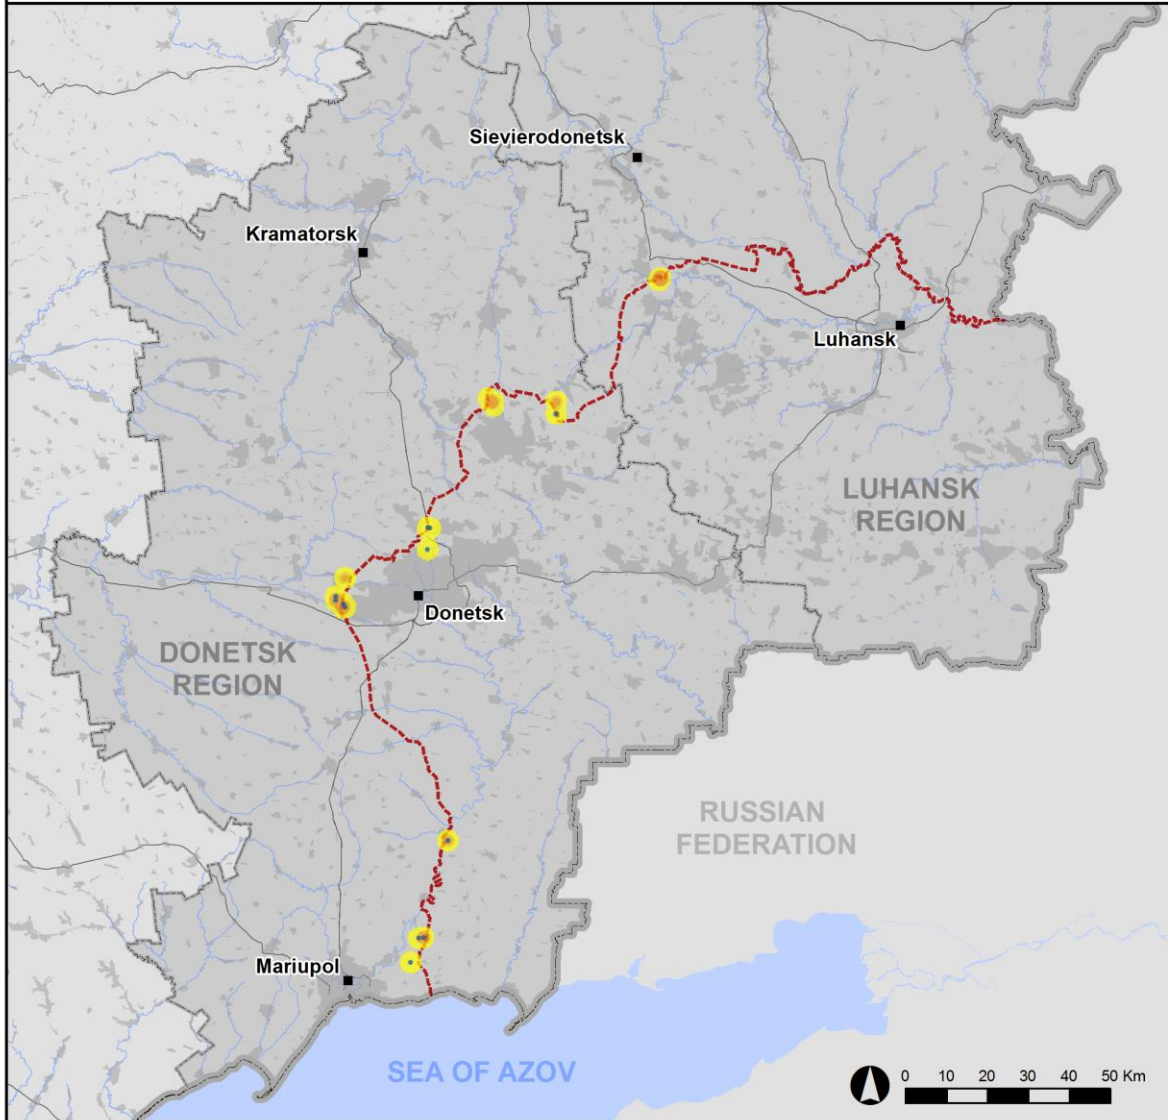 Sievierodonetsk
Kramatorsk
Luhansk
LUHANSK
REGION
Donetsk
DONETSK
REGION
RUSSIAN
FEDERATION
Mariupol
SEA OF AZOV
0 10 20 30 40 50 Km